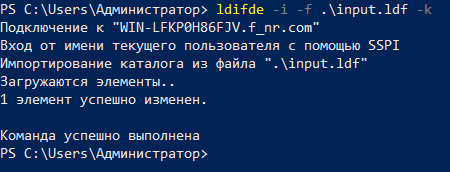 PS C:\Users\Администратор> ldifde -i -f .\input.ldf -k
Подключение к "WIN-LFKP0H86FJV.f_nr.com"
Вход от имени текущего пользователя с помощью SSPI
Импортирование каталога из файла ".\input.ldf"
Загружаются элементы..
1 элемент успешно изменен.
Команда успешно выполнена
PS C:\Users\Администратор>